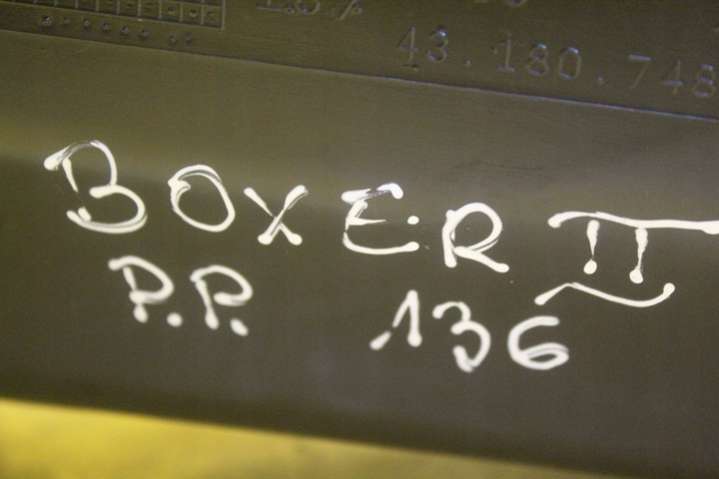 43.180.748
BOXER II
P.P. 136